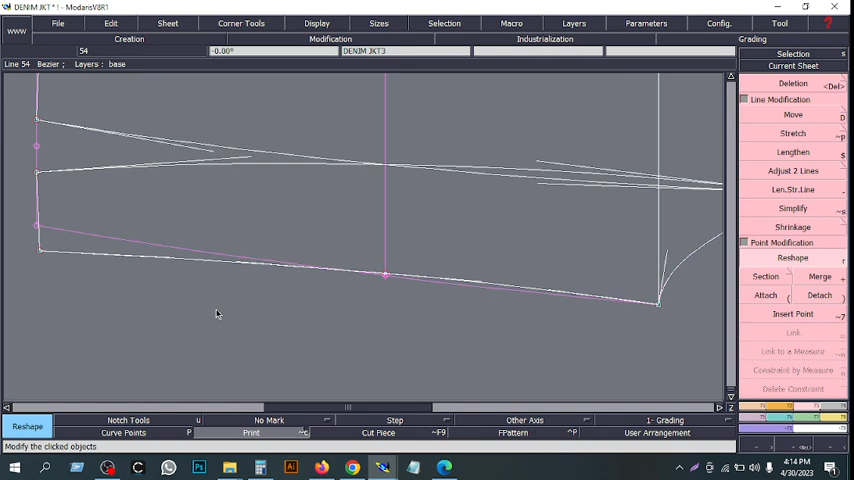 DENIM JKT * ! - ModarisV8R1
File Edit Sheet Corner Tools Display Sizes Selection Macro Layers Parameters Config. Tool ?
www
Creation Modification Industrialization Grading
54 -0.00° DENIM JKT3
Line 54 Bezier ; Layers : base
Selection s
Current Sheet
Deletion <Del>
Line Modification
Move D
Stretch ~p
Lengthen S
Adjust 2 Lines
Len.Str.Line -
Simplify ~s
Shrinkage
Point Modification
Reshape r
Section Merge +
Attach ( Detach )
Insert Point ~7
Link
Link to a Measure
Constraint by Measure
Delete Constraint
Z
Reshape
Notch Tools u No Mark Step Other Axis 1- Grading
Curve Points P Print ~c Cut Piece ~F9 FPattern ^P User Arrangement
Modify the clicked objects
4:14 PM
4/30/2023